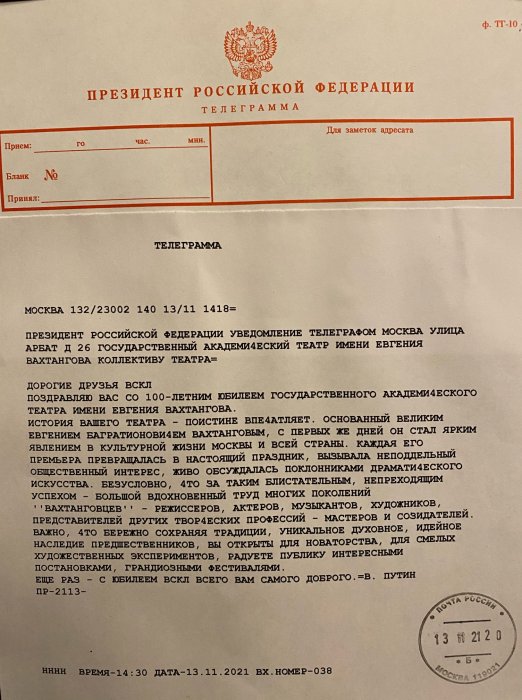 ф. ТГ-10
ПРЕЗИДЕНТ РОССИЙСКОЙ ФЕДЕРАЦИИ
ТЕЛЕГРАММА
Прием: го час. мин.
Бланк №
Принял:
Для заметок адресата
ТЕЛЕГРАММА
МОСКВА 132/23002 140 13/11 1418=
ПРЕЗИДЕНТ РОССИЙСКОЙ ФЕДЕРАЦИИ УВЕДОМЛЕНИЕ ТЕЛЕГРАФОМ МОСКВА УЛИЦА
АРБАТ Д 26 ГОСУДАРСТВЕННЫЙ АКАДЕМИ4ЕСКИЙ ТЕАТР ИМЕНИ ЕВГЕНИЯ
ВАХТАНГОВА КОЛЛЕКТИВУ ТЕАТРА=
ДОРОГИЕ ДРУЗЬЯ ВСКЛ
ПОЗДРАВЛЯЮ ВАС СО 100-ЛЕТНИМ ЮБИЛЕЕМ ГОСУДАРСТВЕННОГО АКАДЕМИ4ЕСКОГО
ТЕАТРА ИМЕНИ ЕВГЕНИЯ ВАХТАНГОВА.
ИСТОРИЯ ВАШЕГО ТЕАТРА - ПОИСТИНЕ ВПЕ4АТЛЯЕТ. ОСНОВАННЫЙ ВЕЛИКИМ
ЕВГЕНИЕМ БАГРАТИОНОВИ4ЕМ ВАХТАНГОВЫМ, С ПЕРВЫХ ЖЕ ДНЕЙ ОН СТАЛ ЯРКИМ
ЯВЛЕНИЕМ В КУЛЬТУРНОЙ ЖИЗНИ МОСКВЫ И ВСЕЙ СТРАНЫ. КАЖДАЯ ЕГО
ПРЕМЬЕРА ПРЕВРАЩАЛАСЬ В НАСТОЯЩИЙ ПРАЗДНИК, ВЫЗЫВАЛА НЕПОДДЕЛЬНЫЙ
ОБЩЕСТВЕННЫЙ ИНТЕРЕС, ЖИВО ОБСУЖДАЛАСЬ ПОКЛОННИКАМИ ДРАМАТИ4ЕСКОГО
ИСКУССТВА. БЕЗУСЛОВНО, 4ТО ЗА ТАКИМ БЛИСТАТЕЛЬНЫМ, НЕПРЕХОДЯЩИМ
УСПЕХОМ - БОЛЬШОЙ ВДОХНОВЕННЫЙ ТРУД МНОГИХ ПОКОЛЕНИЙ
''ВАХТАНГОВЦЕВ'' - РЕЖИССЕРОВ, АКТЕРОВ, МУЗЫКАНТОВ, ХУДОЖНИКОВ,
ПРЕДСТАВИТЕЛЕЙ ДРУГИХ ТВОР4ЕСКИХ ПРОФЕССИЙ - МАСТЕРОВ И СОЗИДАТЕЛЕЙ.
ВАЖНО, 4ТО БЕРЕЖНО СОХРАНЯЯ ТРАДИЦИИ, УНИКАЛЬНОЕ ДУХОВНОЕ, ИДЕЙНОЕ
НАСЛЕДИЕ ПРЕДШЕСТВЕННИКОВ, ВЫ ОТКРЫТЫ ДЛЯ НОВАТОРСТВА, ДЛЯ СМЕЛЫХ
ХУДОЖЕСТВЕННЫХ ЭКСПЕРИМЕНТОВ, РАДУЕТЕ ПУБЛИКУ ИНТЕРЕСНЫМИ
ПОСТАНОВКАМИ, ГРАНДИОЗНЫМИ ФЕСТИВАЛЯМИ.
ЕЩЕ РАЗ - С ЮБИЛЕЕМ ВСКЛ ВСЕГО ВАМ САМОГО ДОБРОГО.=В. ПУТИН
ПР-2113-
ПОЧТА РОССИИ
13 11 21 20
Б
МОСКВА 119021
НННН ВРЕМЯ-14:30 ДАТА-13.11.2021 ВХ.НОМЕР-038